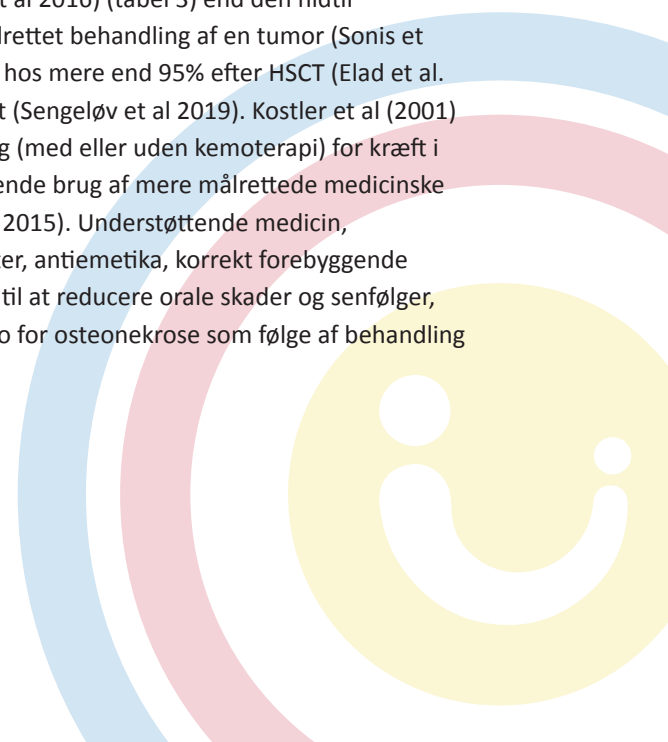 t al 2016) (tabel 3) end den hidtil
drettet behandling af en tumor (Sonis et
hos mere end 95% efter HSCT (Elad et al.
t (Sengeløv et al 2019). Kostler et al (2001)
g (med eller uden kemoterapi) for kræft i
ende brug af mere målrettede medicinske
2015). Understøttende medicin,
ter, antiemetika, korrekt forebyggende
til at reducere orale skader og senfølger,
o for osteonekrose som følge af behandling